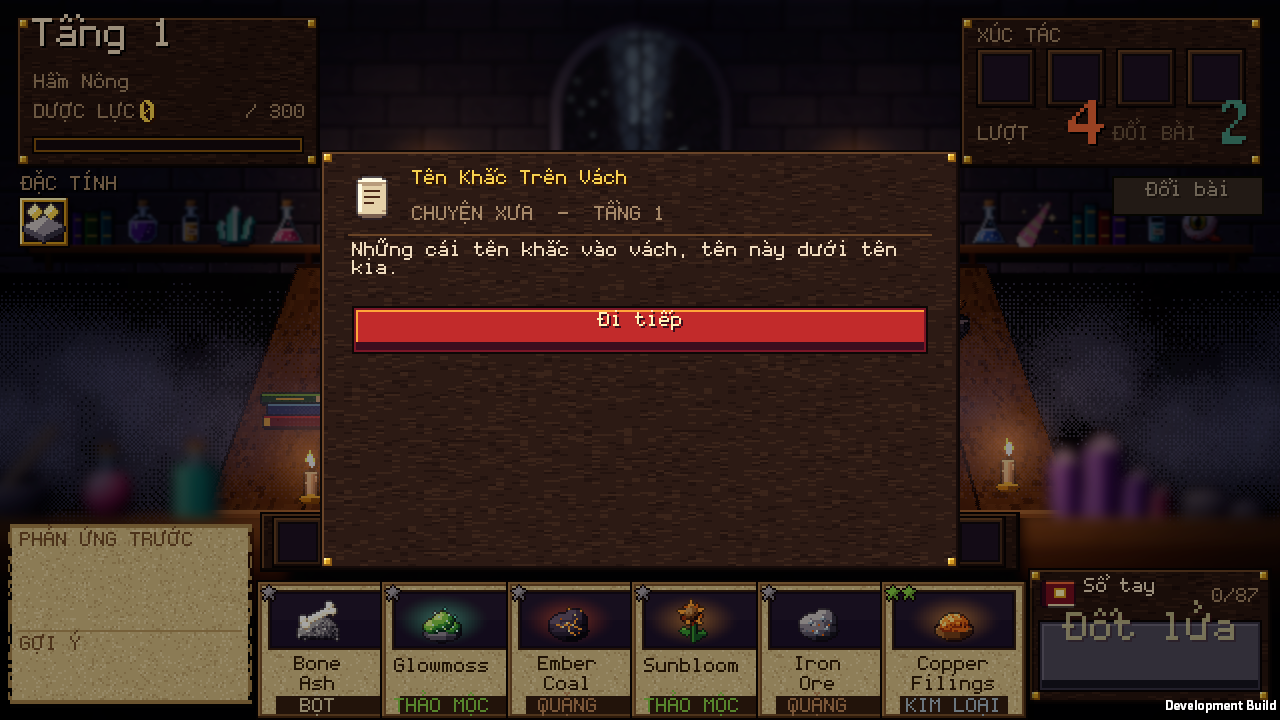 Tầng 1
Hầm Nông
DƯỢC LỰC 0 / 300
ĐẶC TÍNH
XÚC TÁC
LƯỢT 4 ĐỔI BÀI 2
Đổi bài
Tên Khắc Trên Vách
CHUYỆN XƯA – TẦNG 1
Những cái tên khắc vào vách, tên này dưới tên
kia.
Đi tiếp
PHẢN ỨNG TRƯỚC
GỢI Ý
Bone
Ash
BỘT
Glowmoss
THẢO MỘC
Ember
Coal
QUẶNG
Sunbloom
THẢO MỘC
Iron
Ore
QUẶNG
Copper
Filings
KIM LOẠI
Sổ tay
0/87
Đốt lửa
Development Build